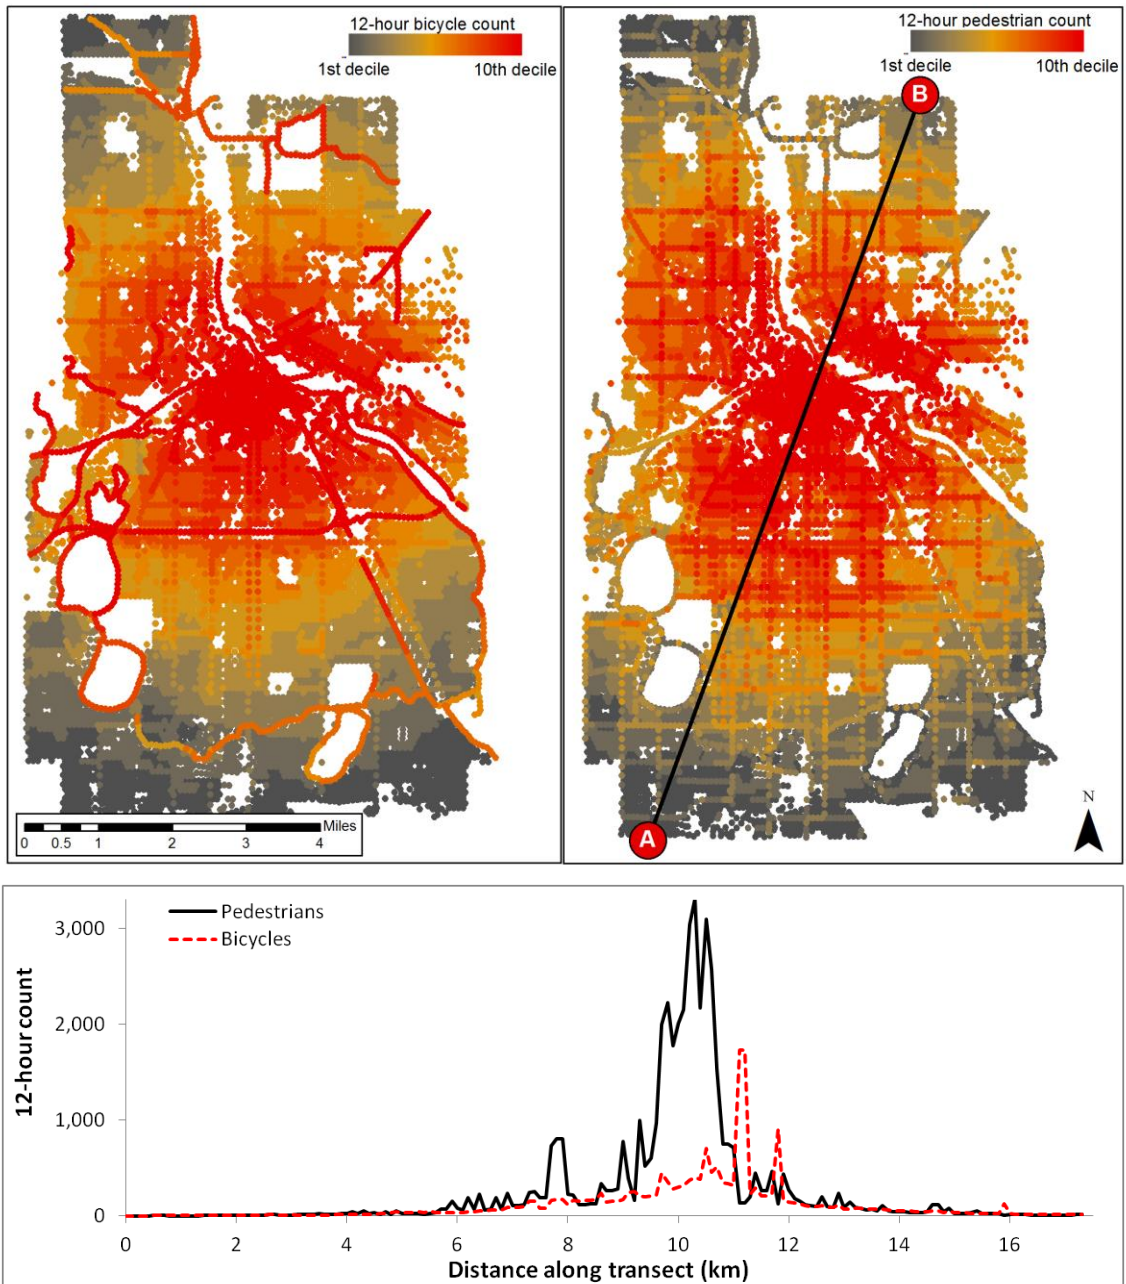 12-hour bicycle count
1st decile
10th decile
Miles
0 0.5 1 2 3 4
12-hour pedestrian count
1st decile
10th decile
B
A
N
Pedestrians
Bicycles
12-hour count
3,000
2,000
1,000
0
0 2 4 6 8 10 12 14 16
Distance along transect (km)